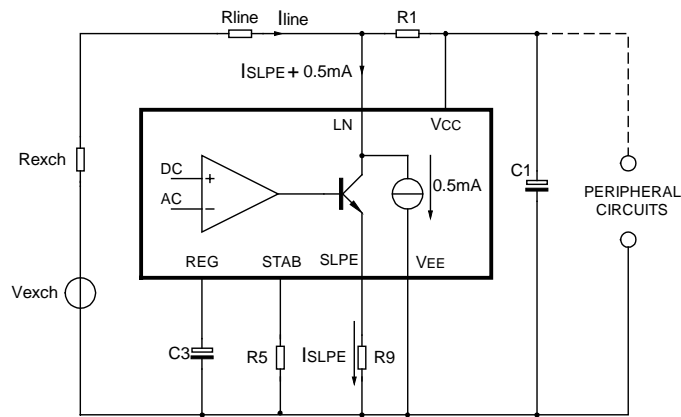 Rline
Iline
R1
ISLPE + 0.5mA
LN
VCC
Rexch
DC
+
AC
−
0.5mA
C1
PERIPHERAL
CIRCUITS
REG
STAB
SLPE
VEE
Vexch
C3
R5
ISLPE
R9